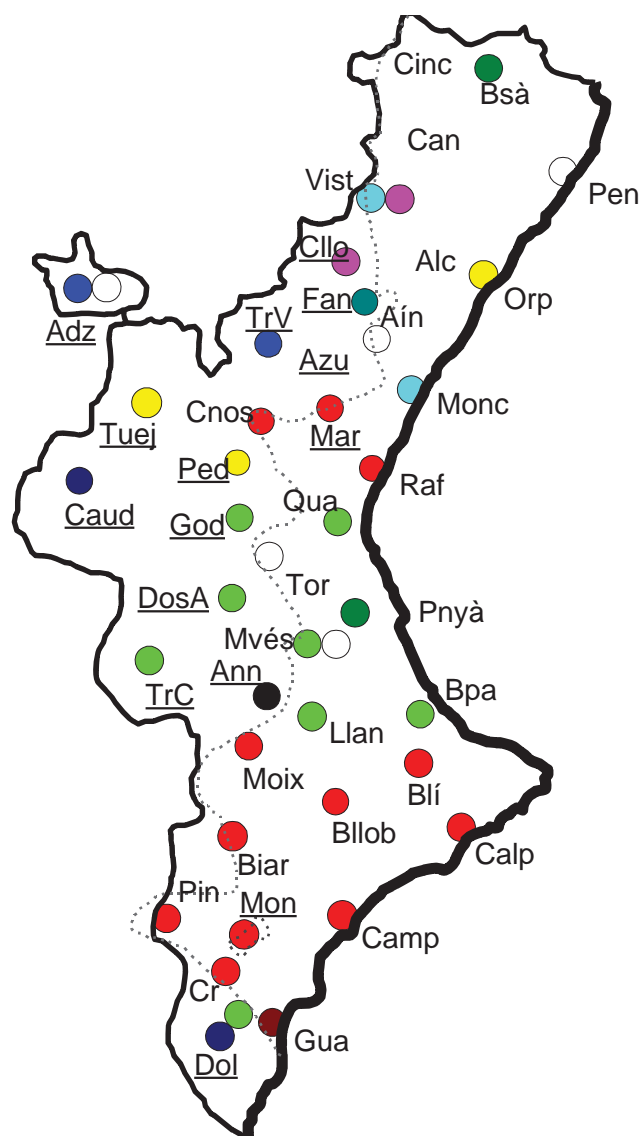 Cinc
Bsà
Can
Vist
Pen
Cllo
Alc
Fan
Orp
Adz
TrV
Aín
Azu
Monc
Cnos
Mar
Tuej
Ped
Raf
Caud
God
Qua
DosA
Tor
Pnyà
Mvés
Ann
TrC
Bpa
Llan
Moix
Blí
Bllob
Calp
Biar
Pin
Mon
Camp
Cr
Gua
Dol